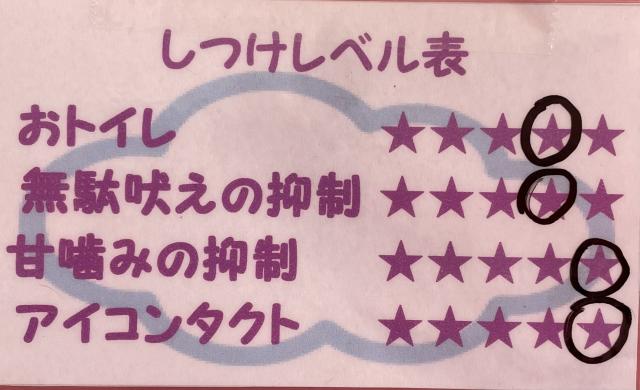 しつけレベル表
おトイレ ★★★★★
無駄吠えの抑制 ★★★★★
甘噛みの抑制 ★★★★★
アイコンタクト ★★★★★